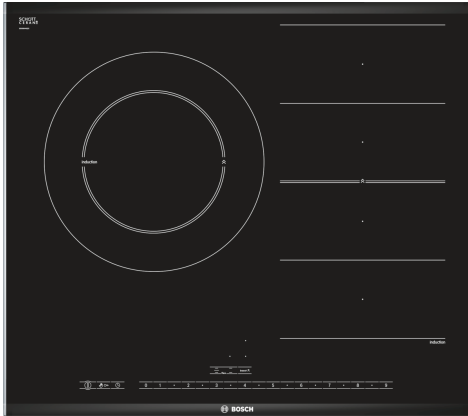 SCHOTT
CERAN®
induction
induction
0 1 2 3 4 5 6 7 8 9
BOSCH